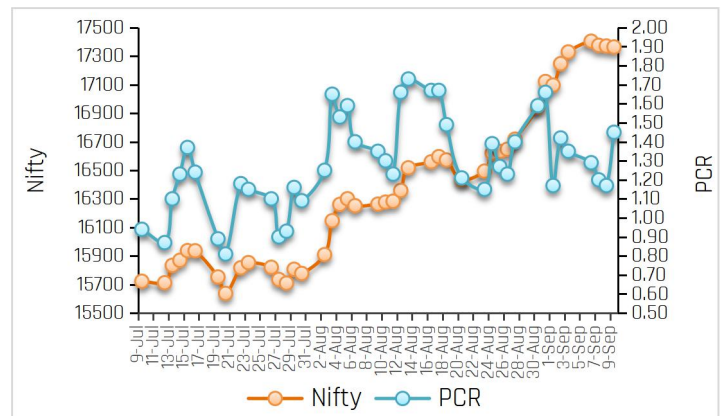 17500
17300
17100
16900
16700
16500
16300
16100
15900
15700
15500
Nifty
2.00
1.90
1.80
1.70
1.60
1.50
1.40
1.30
1.20
1.10
1.00
0.90
0.80
0.70
0.60
0.50
PCR
9-Jul
11-Jul
13-Jul
15-Jul
17-Jul
19-Jul
21-Jul
23-Jul
25-Jul
27-Jul
29-Jul
31-Jul
2-Aug
4-Aug
6-Aug
8-Aug
10-Aug
12-Aug
14-Aug
16-Aug
18-Aug
20-Aug
22-Aug
24-Aug
26-Aug
28-Aug
30-Aug
1-Sep
3-Sep
5-Sep
7-Sep
9-Sep
Nifty PCR